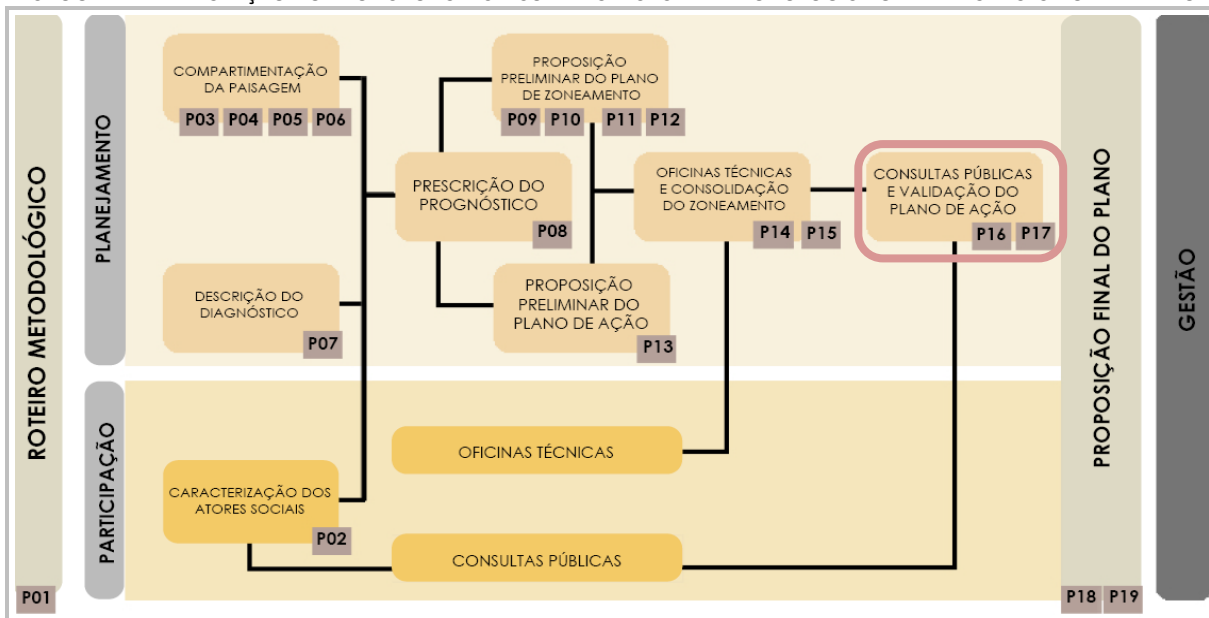 ROTEIRO METODOLÓGICO
P01
PLANEJAMENTO
COMPARTIMENTAÇÃO
DA PAISAGEM
P03 P04 P05 P06
DESCRIÇÃO DO
DIAGNÓSTICO
P07
PRESCRIÇÃO DO
PROGNÓSTICO
P08
PROPOSIÇÃO
PRELIMINAR DO PLANO
DE ZONEAMENTO
P09 P10 P11 P12
PROPOSIÇÃO
PRELIMINAR DO
PLANO DE AÇÃO
P13
OFICINAS TÉCNICAS
E CONSOLIDAÇÃO
DO ZONEAMENTO
P14 P15
CONSULTAS PÚBLICAS
E VALIDAÇÃO DO
PLANO DE AÇÃO
P16 P17
PARTICIPAÇÃO
CARACTERIZAÇÃO DOS
ATORES SOCIAIS
P02
OFICINAS TÉCNICAS
CONSULTAS PÚBLICAS
PROPOSIÇÃO FINAL DO PLANO
P18 P19
GESTÃO